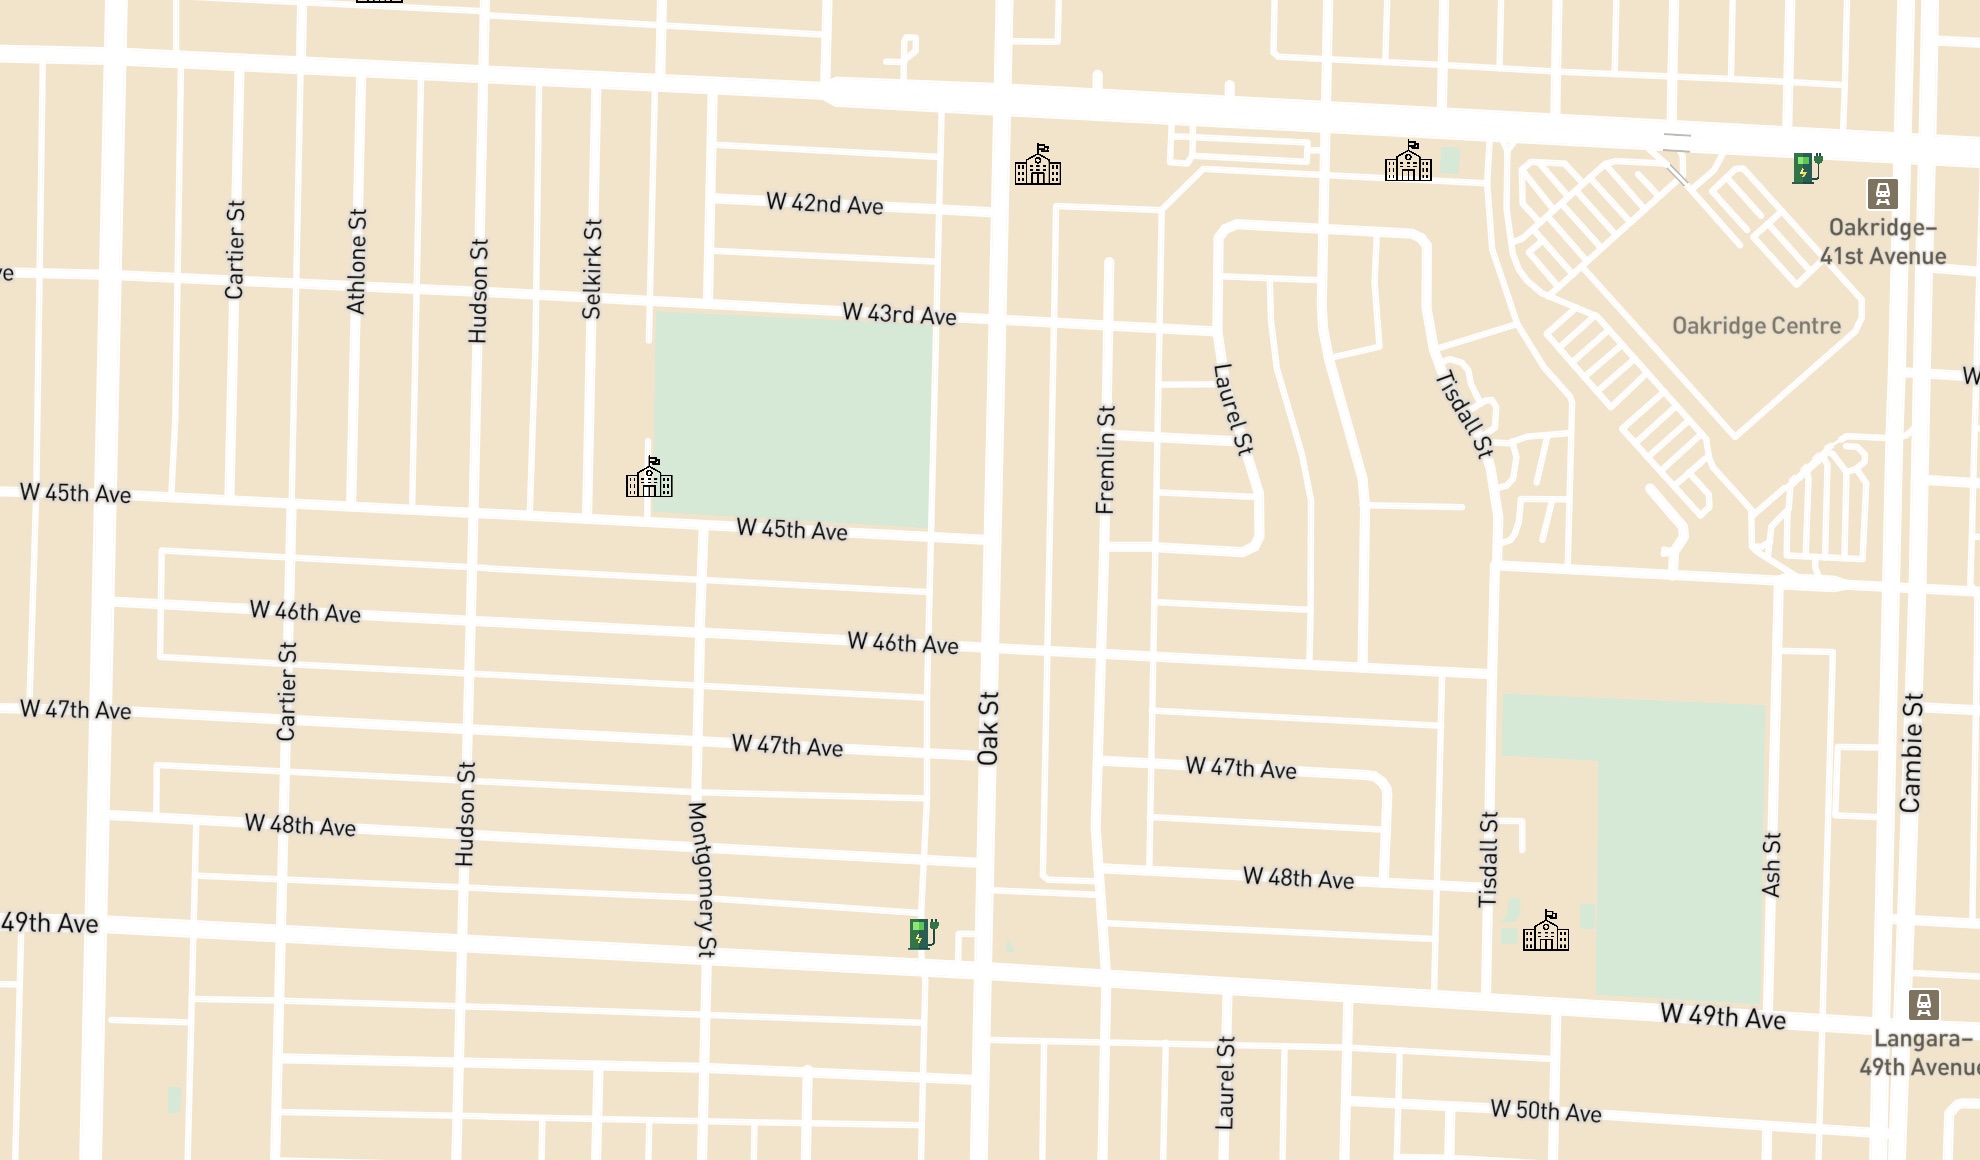 Cartier St
Athlone St
Hudson St
Selkirk St
W 42nd Ave
Oakridge–
41st Avenue
ve
W 43rd Ave
Oakridge Centre
Laurel St
Tisdall St
W
Fremlin St
W 45th Ave
W 45th Ave
W 46th Ave
W 46th Ave
Cartier St
W 47th Ave
Oak St
W 47th Ave
W 47th Ave
Cambie St
Hudson St
W 48th Ave
Montgomery St
Tisdall St
Ash St
W 48th Ave
49th Ave
W 49th Ave
Langara–
49th Avenue
Laurel St
W 50th Ave